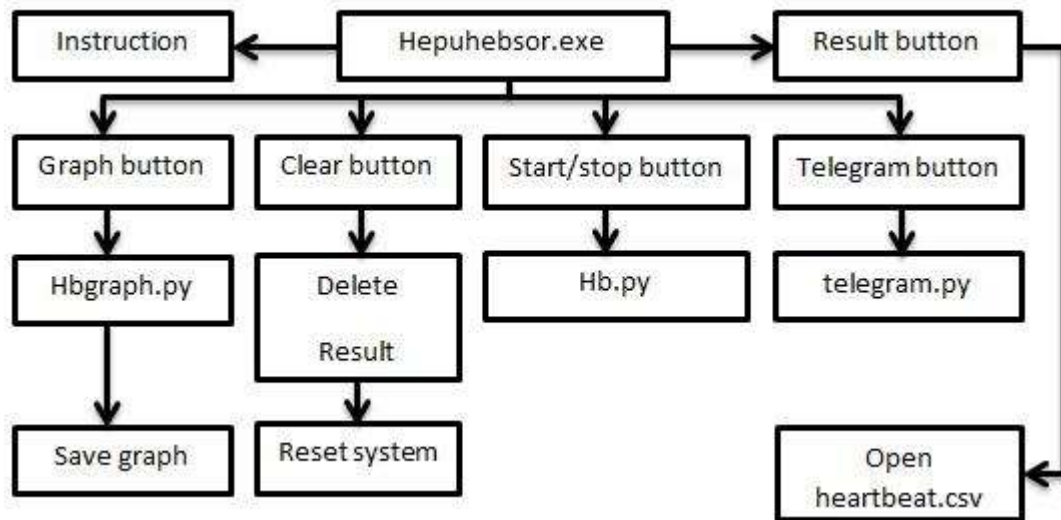 Instruction
Hepuhebsor.exe
Result button
Graph button
Clear button
Start/stop button
Telegram button
Hbgraph.py
Delete
Result
Hb.py
telegram.py
Save graph
Reset system
Open
heartbeat.csv